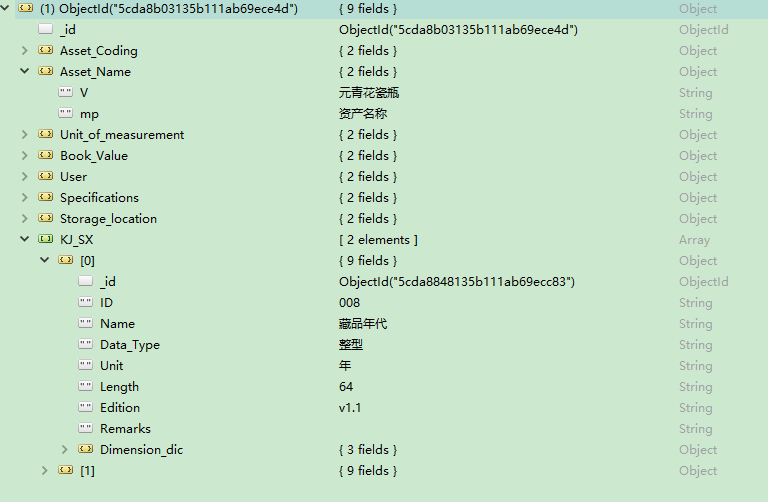 (1) ObjectId("5cda8b03135b111ab69ece4d") { 9 fields } Object
_id ObjectId("5cda8b03135b111ab69ece4d") ObjectId
Asset_Coding { 2 fields } Object
Asset_Name { 2 fields } Object
"" V 元青花瓷瓶 String
"" mp 资产名称 String
Unit_of_measurement { 2 fields } Object
Book_Value { 2 fields } Object
User { 2 fields } Object
Specifications { 2 fields } Object
Storage_location { 2 fields } Object
KJ_SX [ 2 elements ] Array
[0] { 9 fields } Object
_id ObjectId("5cda8848135b111ab69ecc83") ObjectId
"" ID 008 String
"" Name 藏品年代 String
"" Data_Type 整型 String
"" Unit 年 String
"" Length 64 String
"" Edition v1.1 String
"" Remarks String
Dimension_dic { 3 fields } Object
[1] { 9 fields } Object